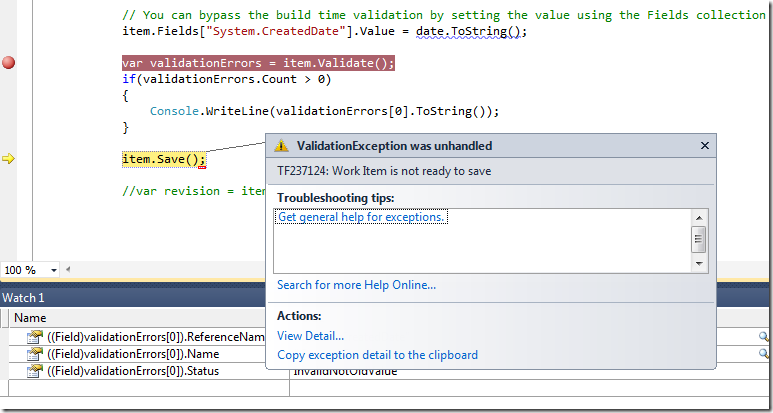 // You can bypass the build time validation by setting the value using the Fields collection
item.Fields["System.CreatedDate"].Value = date.ToString();
var validationErrors = item.Validate();
if(validationErrors.Count > 0)
{
Console.WriteLine(validationErrors[0].ToString());
}
item.Save();
//var revision = item
ValidationException was unhandled
TF237124: Work Item is not ready to save
Troubleshooting tips:
Get general help for exceptions.
Search for more Help Online...
Actions:
View Detail...
Copy exception detail to the clipboard
100 %
Watch 1
Name
((Field)validationErrors[0]).ReferenceNam
((Field)validationErrors[0]).Name
((Field)validationErrors[0]).Status
InvalidNotOldValue